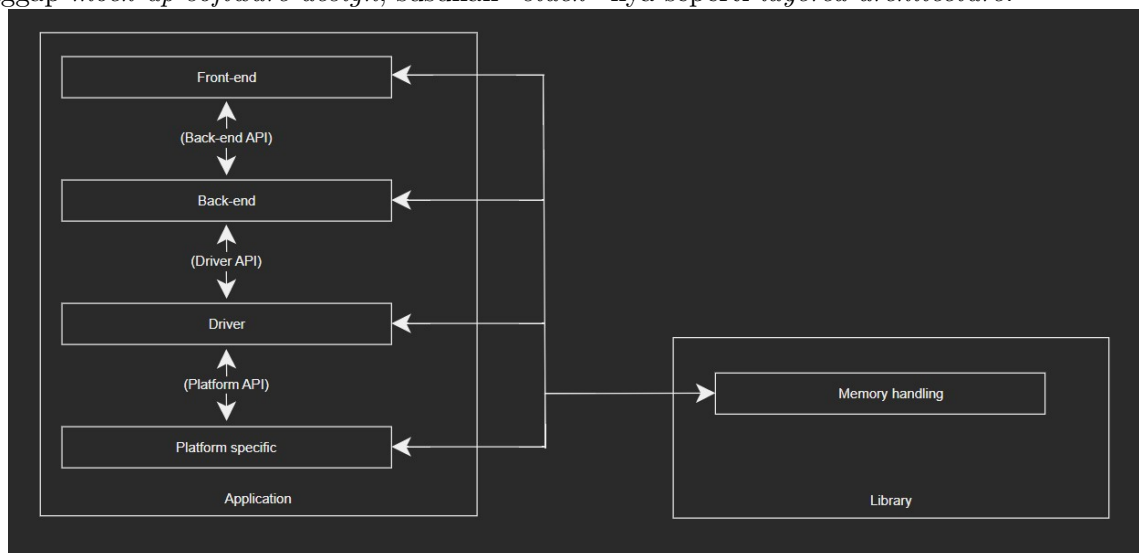 Front-end
(Back-end API)
Back-end
(Driver API)
Driver
(Platform API)
Platform specific
Application
Memory handling
Library